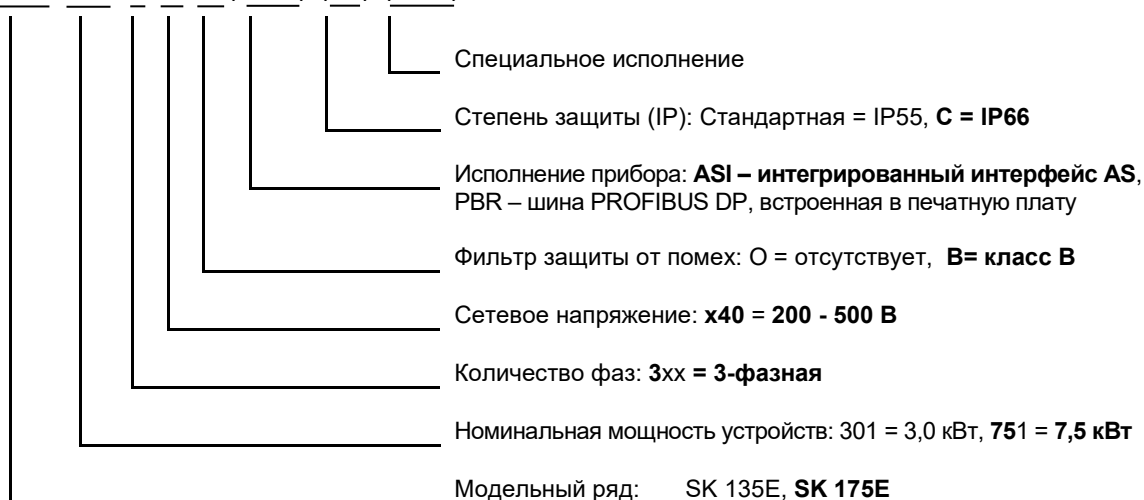 Специальное исполнение
Степень защиты (IP): Стандартная = IP55, C = IP66
Исполнение прибора: ASI – интегрированный интерфейс AS,
PBR – шина PROFIBUS DP, встроенная в печатную плату
Фильтр защиты от помех: O = отсутствует, B= класс B
Сетевое напряжение: x40 = 200 - 500 В
Количество фаз: 3xx = 3-фазная
Номинальная мощность устройств: 301 = 3,0 кВт, 751 = 7,5 кВт
Модельный ряд: SK 135E, SK 175E